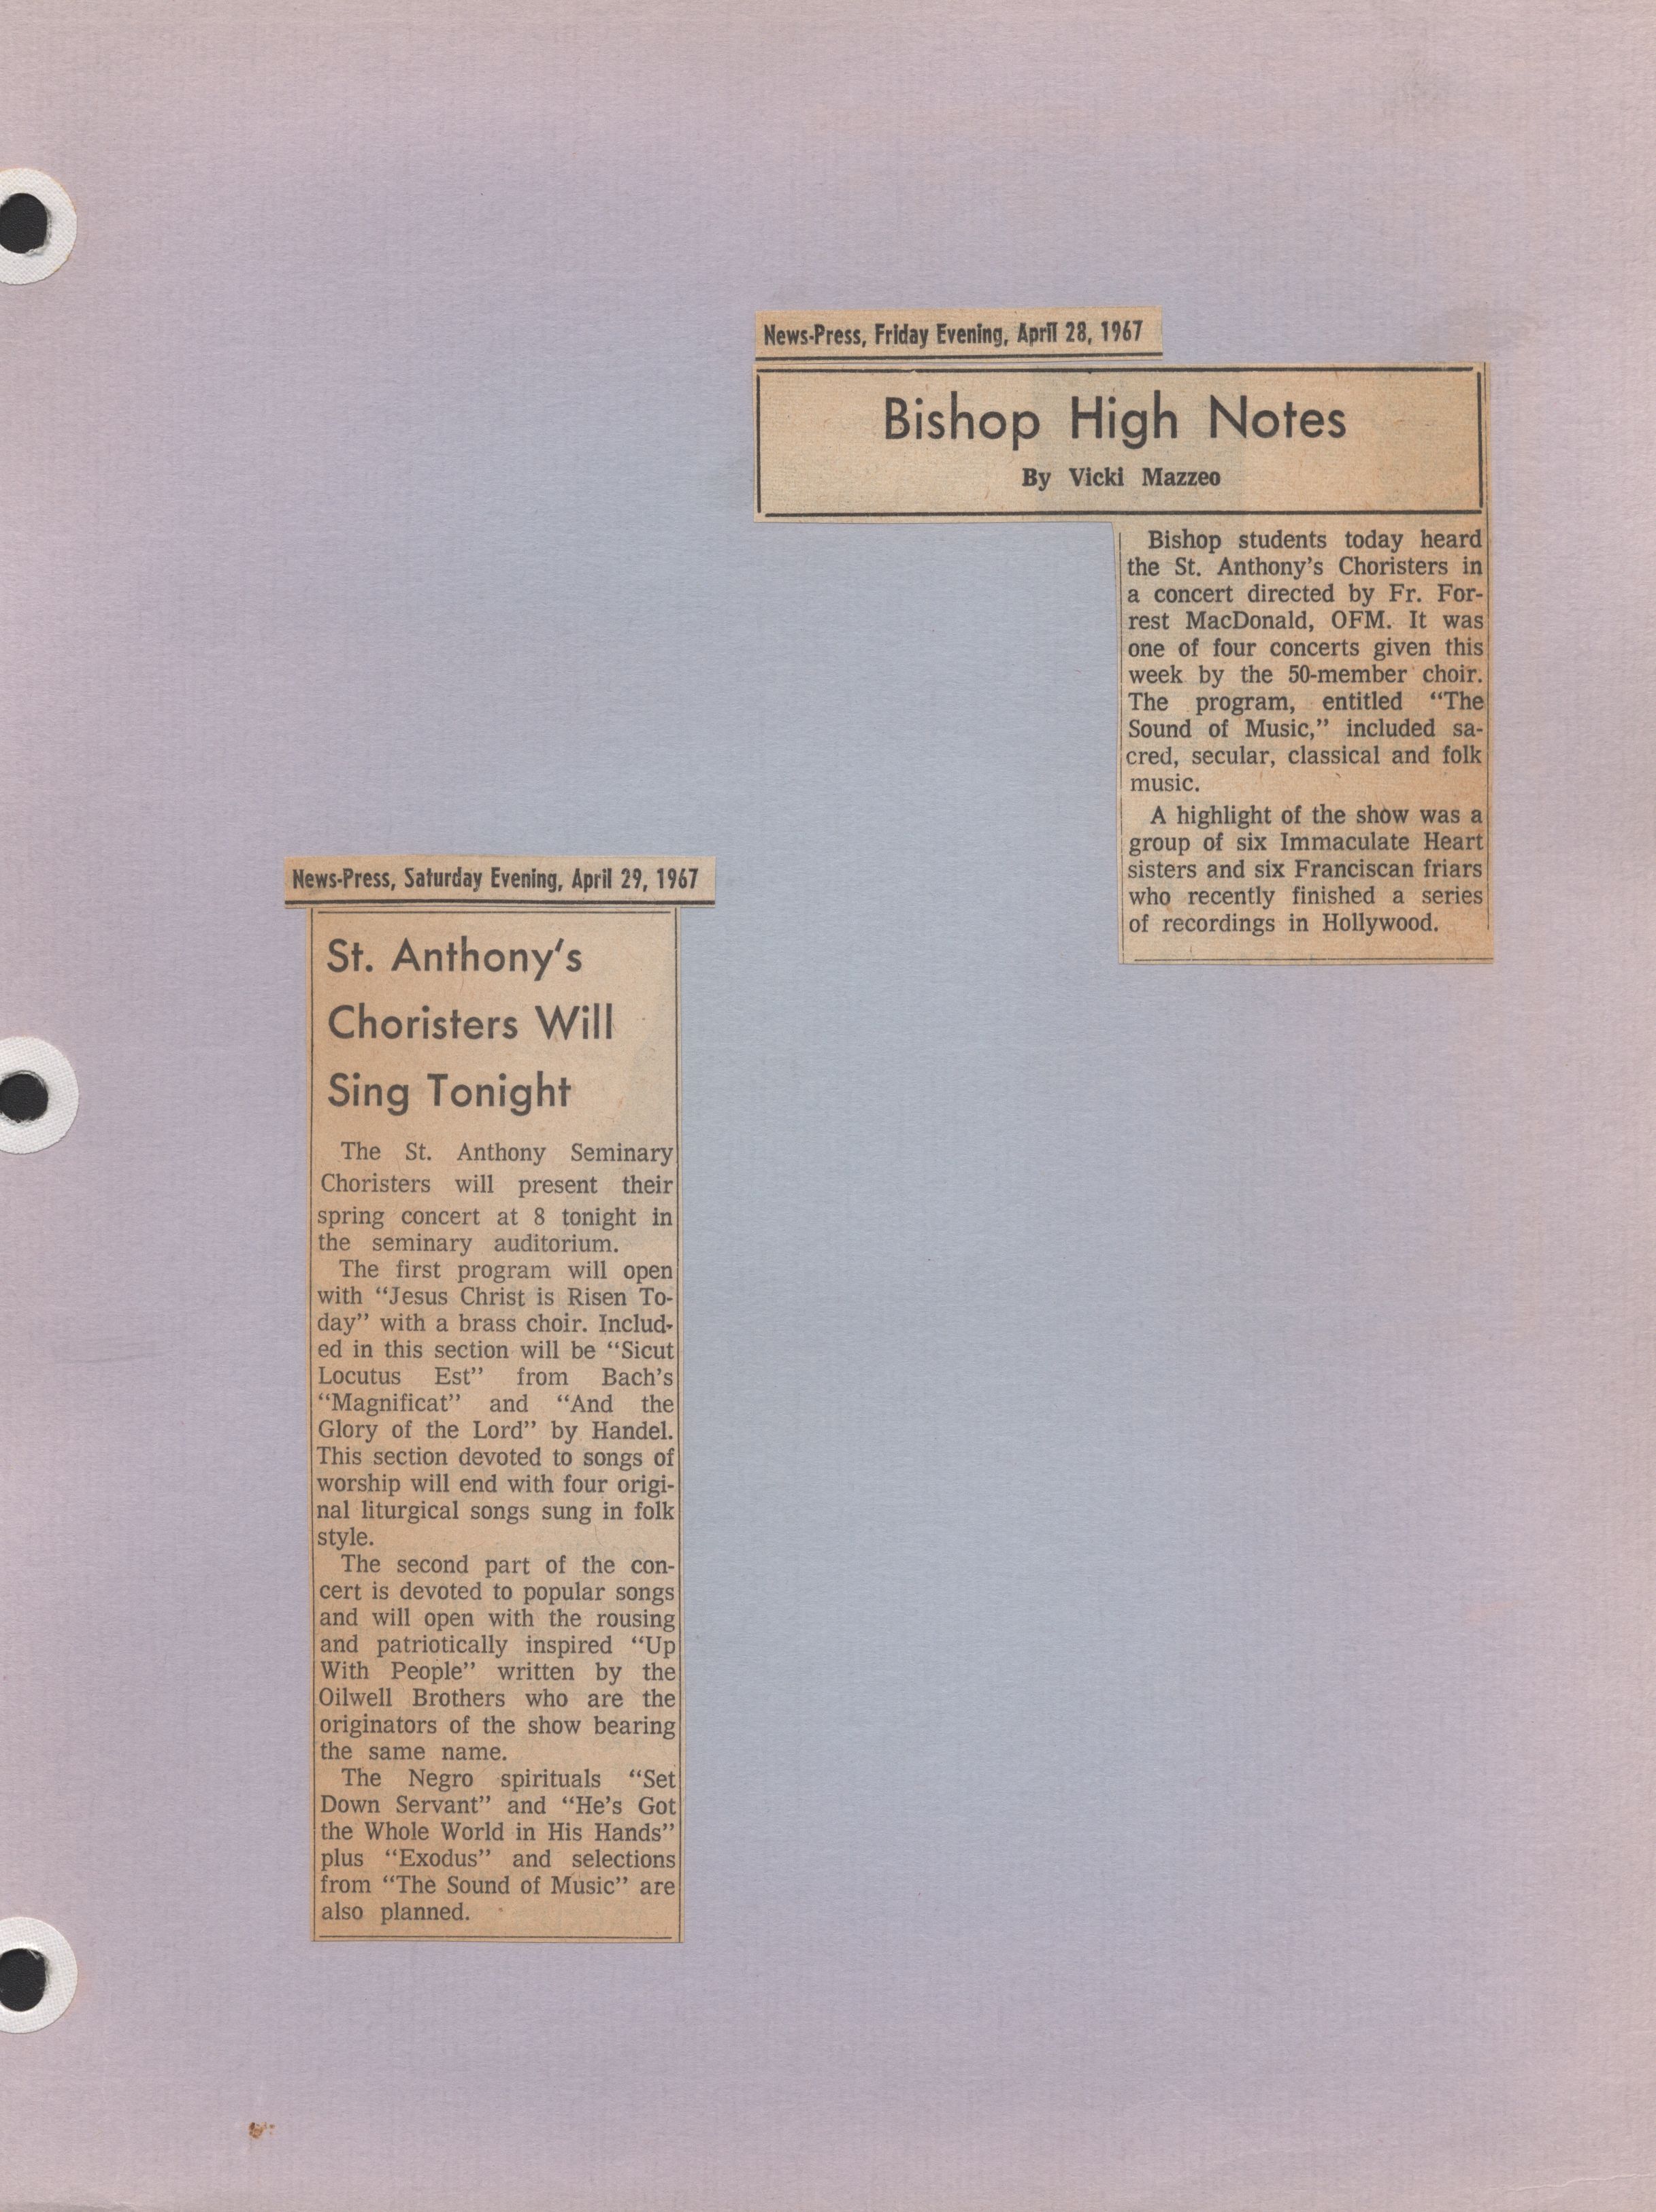 News-Press, Friday Evening, April 28, 1967
Bishop High Notes
By Vicki Mazzeo
Bishop students today heard
the St. Anthony's Choristers in
a concert directed by Fr. For-
rest MacDonald, OFM. It was
one of four concerts given this
week by the 50-member choir.
The program, entitled “The
Sound of Music,” included sa-
cred, secular, classical and folk
music.
A highlight of the show was a
group of six Immaculate Heart
sisters and six Franciscan friars
who recently finished a series
of recordings in Hollywood.
News-Press, Saturday Evening, April 29, 1967
St. Anthony's
Choristers Will
Sing Tonight
The St. Anthony Seminary
Choristers will present their
spring concert at 8 tonight in
the seminary auditorium.
The first program will open
with “Jesus Christ is Risen To-
day” with a brass choir. Includ-
ed in this section will be “Sicut
Locutus Est” from Bach's
“Magnificat” and “And the
Glory of the Lord” by Handel.
This section devoted to songs of
worship will end with four origi-
nal liturgical songs sung in folk
style.
The second part of the con-
cert is devoted to popular songs
and will open with the rousing
and patriotically inspired “Up
With People” written by the
Oilwell Brothers who are the
originators of the show bearing
the same name.
The Negro spirituals “Set
Down Servant” and “He's Got
the Whole World in His Hands”
plus “Exodus” and selections
from “The Sound of Music” are
also planned.